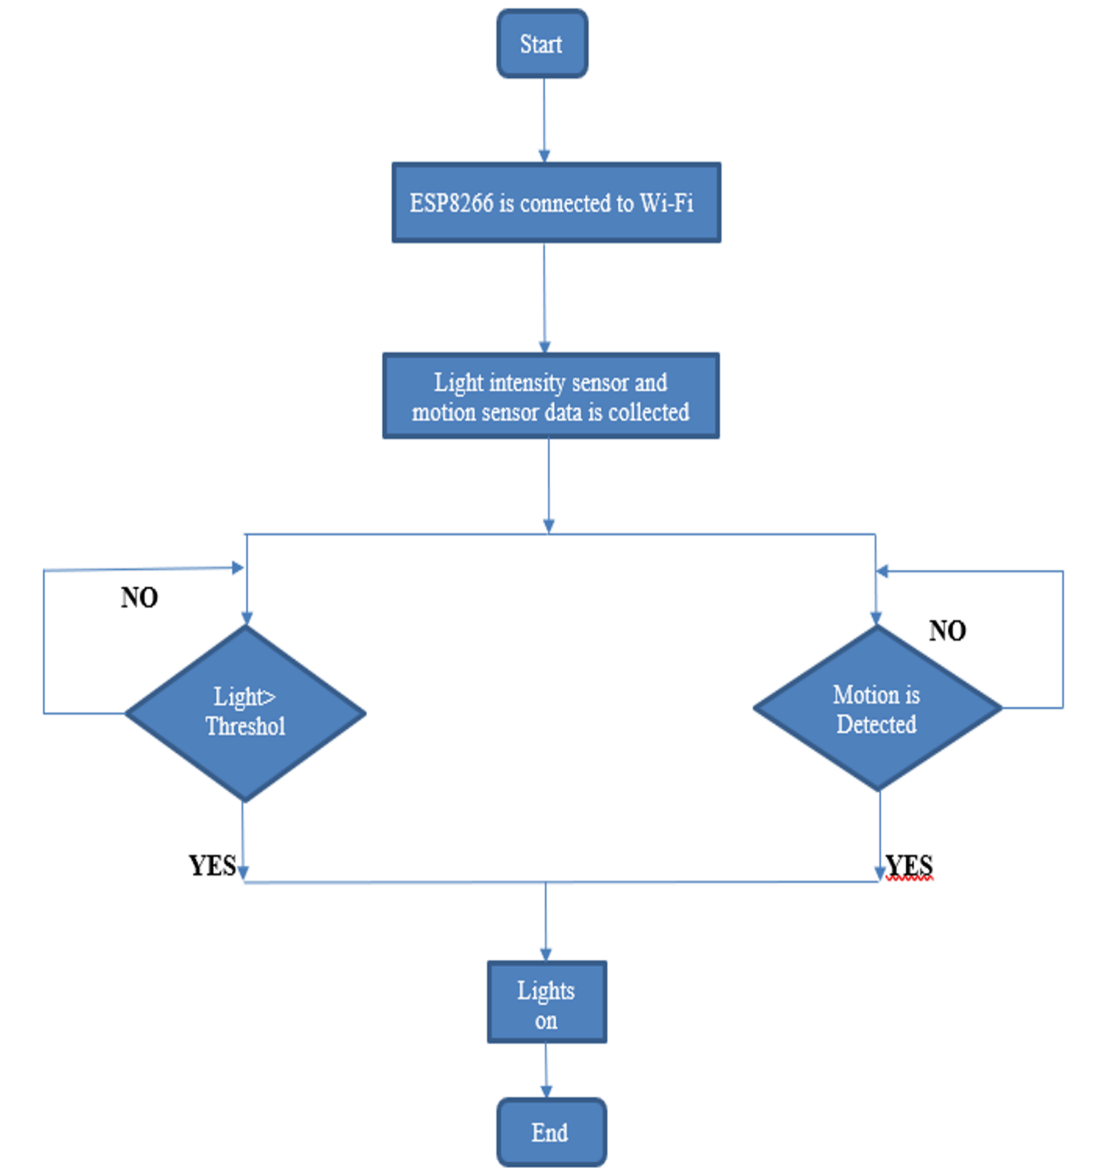 Start
ESP8266 is connected to Wi-Fi
Light intensity sensor and
motion sensor data is collected
NO
NO
Light>
Threshol
Motion is
Detected
YES
YES
Lights
on
End